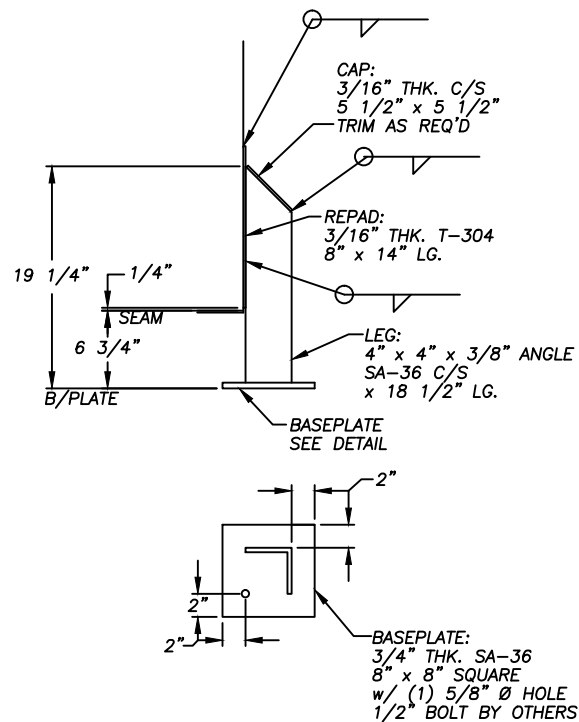 CAP:
3/16" THK. C/S
5 1/2" x 5 1/2"
TRIM AS REQ'D
REPAD:
3/16" THK. T-304
8" x 14" LG.
19 1/4"
1/4"
SEAM
6 3/4"
B/PLATE
LEG:
4" x 4" x 3/8" ANGLE
SA-36 C/S
x 18 1/2" LG.
BASEPLATE
SEE DETAIL
2"
2"
2"
BASEPLATE:
3/4" THK. SA-36
8" x 8" SQUARE
w/ (1) 5/8" Ø HOLE
1/2" BOLT BY OTHERS